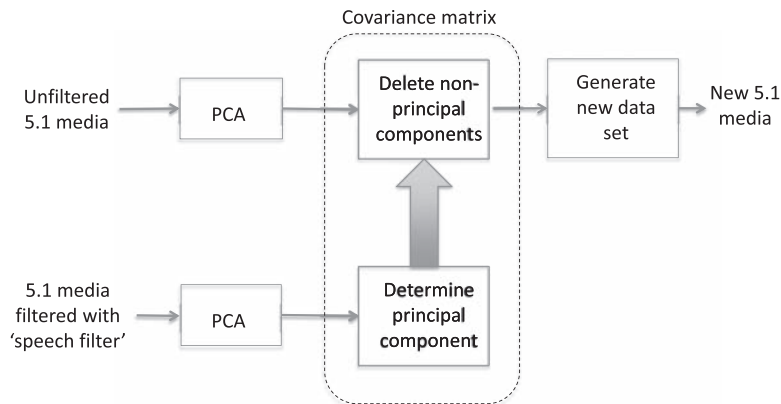 Covariance matrix
Unfiltered
5.1 media
PCA
Delete non-
principal
components
Generate
new data
set
New 5.1
media
5.1 media
filtered with
‘speech filter’
PCA
Determine
principal
component